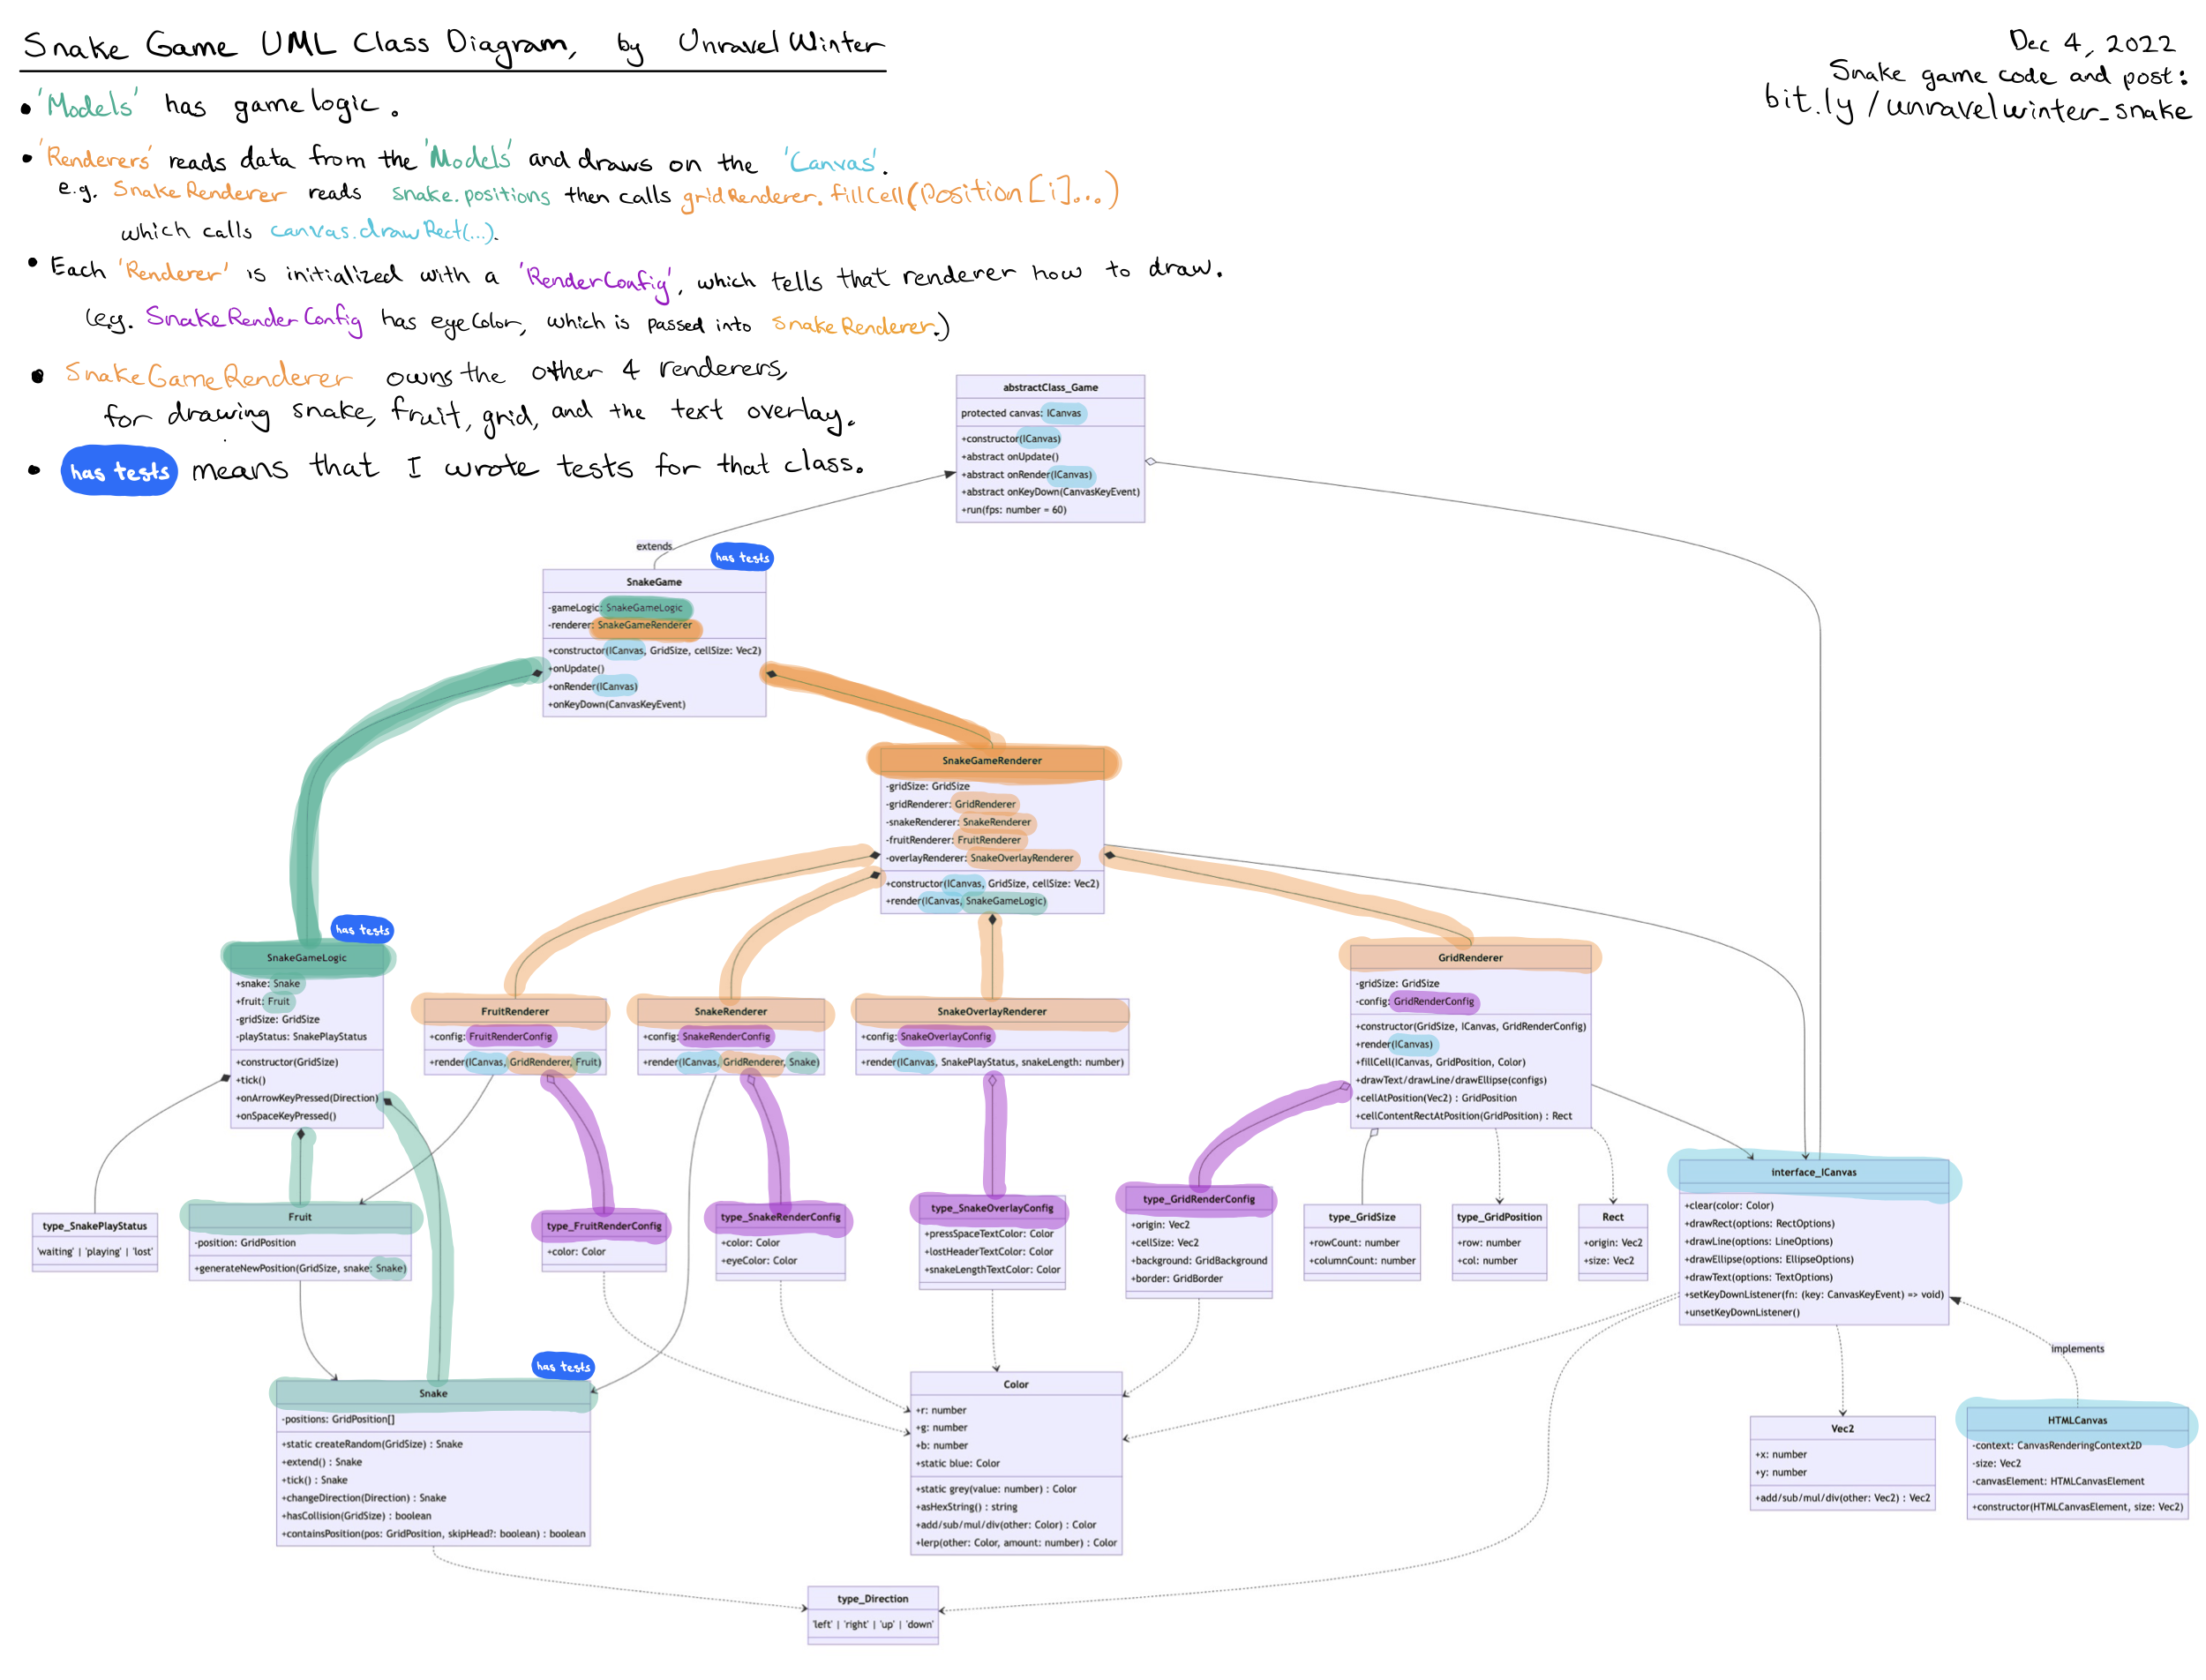 Snake Game UML Class Diagram, by UnravelWinter
Dec 4, 2022
Snake game code and post:
bit.ly/unravelwinter_snake
• 'Models' has game logic.
• 'Renderers' reads data from the 'Models' and draws on the 'Canvas'.
e.g. SnakeRenderer reads snake.positions then calls gridRenderer.fillCell(position[i]...)
which calls canvas.drawRect(...).
• Each 'Renderer' is initialized with a 'RenderConfig', which tells that renderer how to draw.
(e.g. SnakeRenderConfig has eyeColor, which is passed into SnakeRenderer.)
• SnakeGameRenderer owns the other 4 renderers,
for drawing snake, fruit, grid, and the text overlay.
• has tests means that I wrote tests for that class.
abstractClass_Game
protected canvas: ICanvas
+constructor(ICanvas)
+abstract onUpdate()
+abstract onRender(ICanvas)
+abstract onKeyDown(CanvasKeyEvent)
+run(fps: number = 60)
extends
has tests
SnakeGame
-gameLogic: SnakeGameLogic
-renderer: SnakeGameRenderer
+constructor(ICanvas, GridSize, cellSize: Vec2)
+onUpdate()
+onRender(ICanvas)
+onKeyDown(CanvasKeyEvent)
SnakeGameRenderer
-gridSize: GridSize
-gridRenderer: GridRenderer
-snakeRenderer: SnakeRenderer
-fruitRenderer: FruitRenderer
-overlayRenderer: SnakeOverlayRenderer
+constructor(ICanvas, GridSize, cellSize: Vec2)
+render(ICanvas, SnakeGameLogic)
has tests
SnakeGameLogic
+snake: Snake
+fruit: Fruit
-gridSize: GridSize
-playStatus: SnakePlayStatus
+constructor(GridSize)
+tick()
+onArrowKeyPressed(Direction)
+onSpaceKeyPressed()
FruitRenderer
+config: FruitRenderConfig
+render(ICanvas, GridRenderer, Fruit)
SnakeRenderer
+config: SnakeRenderConfig
+render(ICanvas, GridRenderer, Snake)
SnakeOverlayRenderer
+config: SnakeOverlayConfig
+render(ICanvas, SnakePlayStatus, snakeLength: number)
GridRenderer
-gridSize: GridSize
-config: GridRenderConfig
+constructor(GridSize, ICanvas, GridRenderConfig)
+render(ICanvas)
+fillCell(ICanvas, GridPosition, Color)
+drawText/drawLine/drawEllipse(configs)
+cellAtPosition(Vec2) : GridPosition
+cellContentRectAtPosition(GridPosition) : Rect
type_SnakePlayStatus
'waiting' | 'playing' | 'lost'
Fruit
-position: GridPosition
+generateNewPosition(GridSize, snake: Snake)
type_FruitRenderConfig
+color: Color
type_SnakeRenderConfig
+color: Color
+eyeColor: Color
type_SnakeOverlayConfig
+pressSpaceTextColor: Color
+lostHeaderTextColor: Color
+snakeLengthTextColor: Color
type_GridRenderConfig
+origin: Vec2
+cellSize: Vec2
+background: GridBackground
+border: GridBorder
type_GridSize
+rowCount: number
+columnCount: number
type_GridPosition
+row: number
+col: number
Rect
+origin: Vec2
+size: Vec2
interface_ICanvas
+clear(color: Color)
+drawRect(options: RectOptions)
+drawLine(options: LineOptions)
+drawEllipse(options: EllipseOptions)
+drawText(options: TextOptions)
+setKeyDownListener(fn: (key: CanvasKeyEvent) => void)
+unsetKeyDownListener()
implements
has tests
Snake
-positions: GridPosition[]
+static createRandom(GridSize) : Snake
+extend() : Snake
+tick() : Snake
+changeDirection(Direction) : Snake
+hasCollision(GridSize) : boolean
+containsPosition(pos: GridPosition, skipHead?: boolean) : boolean
Color
+r: number
+g: number
+b: number
+static blue: Color
+static grey(value: number) : Color
+asHexString() : string
+add/sub/mul/div(other: Color) : Color
+lerp(other: Color, amount: number) : Color
Vec2
+x: number
+y: number
+add/sub/mul/div(other: Vec2) : Vec2
HTMLCanvas
-context: CanvasRenderingContext2D
-size: Vec2
-canvasElement: HTMLCanvasElement
+constructor(HTMLCanvasElement, size: Vec2)
type_Direction
'left' | 'right' | 'up' | 'down'